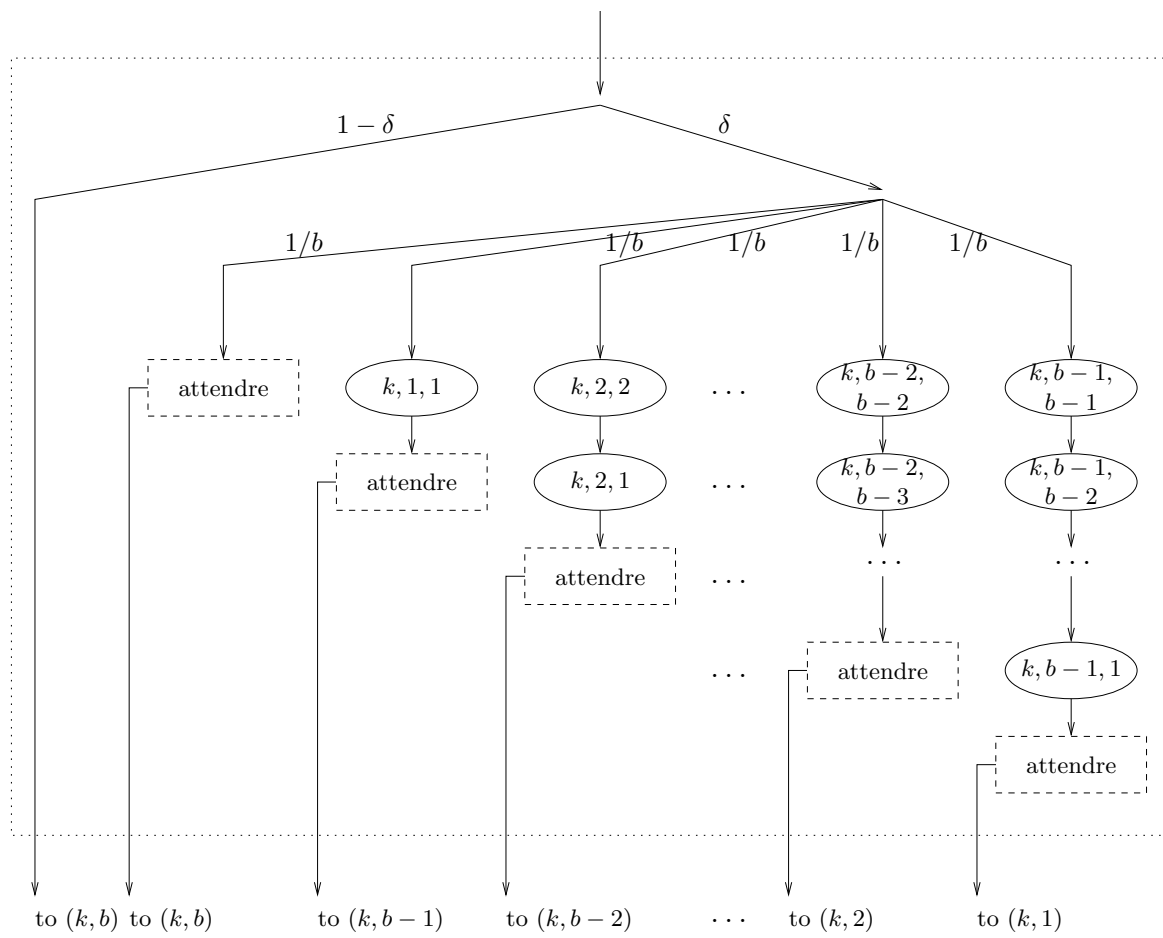 1 − δ
δ
1/b
1/b
1/b
1/b
1/b
attendre
k, 1, 1
k, 2, 2
. . .
k, b − 2,
b − 2
k, b − 1,
b − 1
attendre
k, 2, 1
. . .
k, b − 2,
b − 3
k, b − 1,
b − 2
attendre
. . .
. . .
. . .
. . .
attendre
k, b − 1, 1
attendre
to (k, b)
to (k, b)
to (k, b − 1)
to (k, b − 2)
. . .
to (k, 2)
to (k, 1)